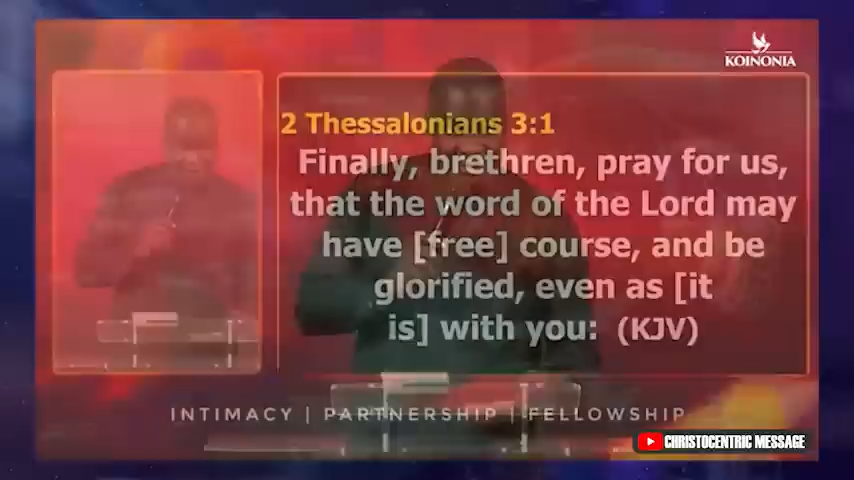 KOINONIA
2 Thessalonians 3:1
Finally, brethren, pray for us,
that the word of the Lord may
have [free] course, and be
glorified, even as [it
is] with you: (KJV)
INTIMACY | PARTNERSHIP | FELLOWSHIP
CHRISTOCENTRIC MESSAGE